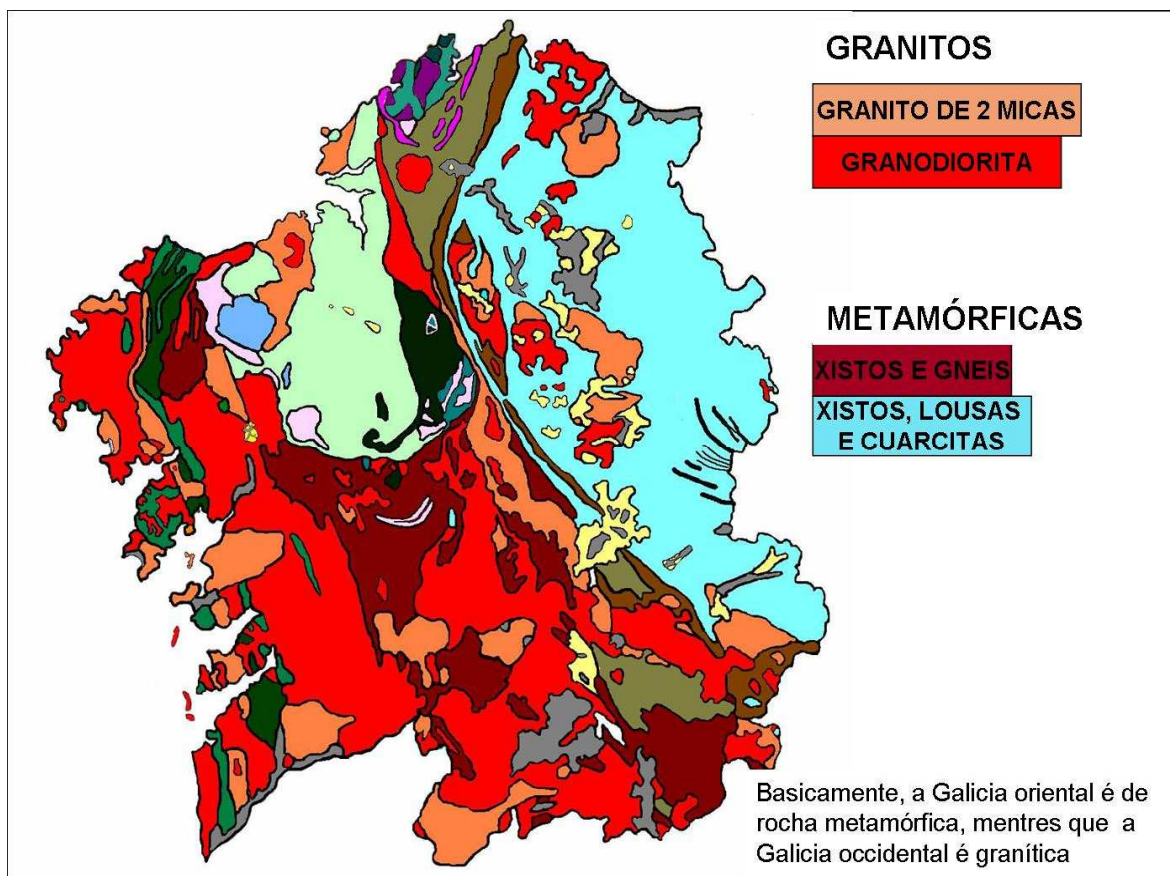 GRANITOS
GRANITO DE 2 MICAS
GRANODIORITA
METAMÓRFICAS
XISTOS E GNEIS
XISTOS, LOUSAS
E CUARCITAS
Basicamente, a Galicia oriental é de
rocha metamórfica, mentres que a
Galicia occidental é granítica